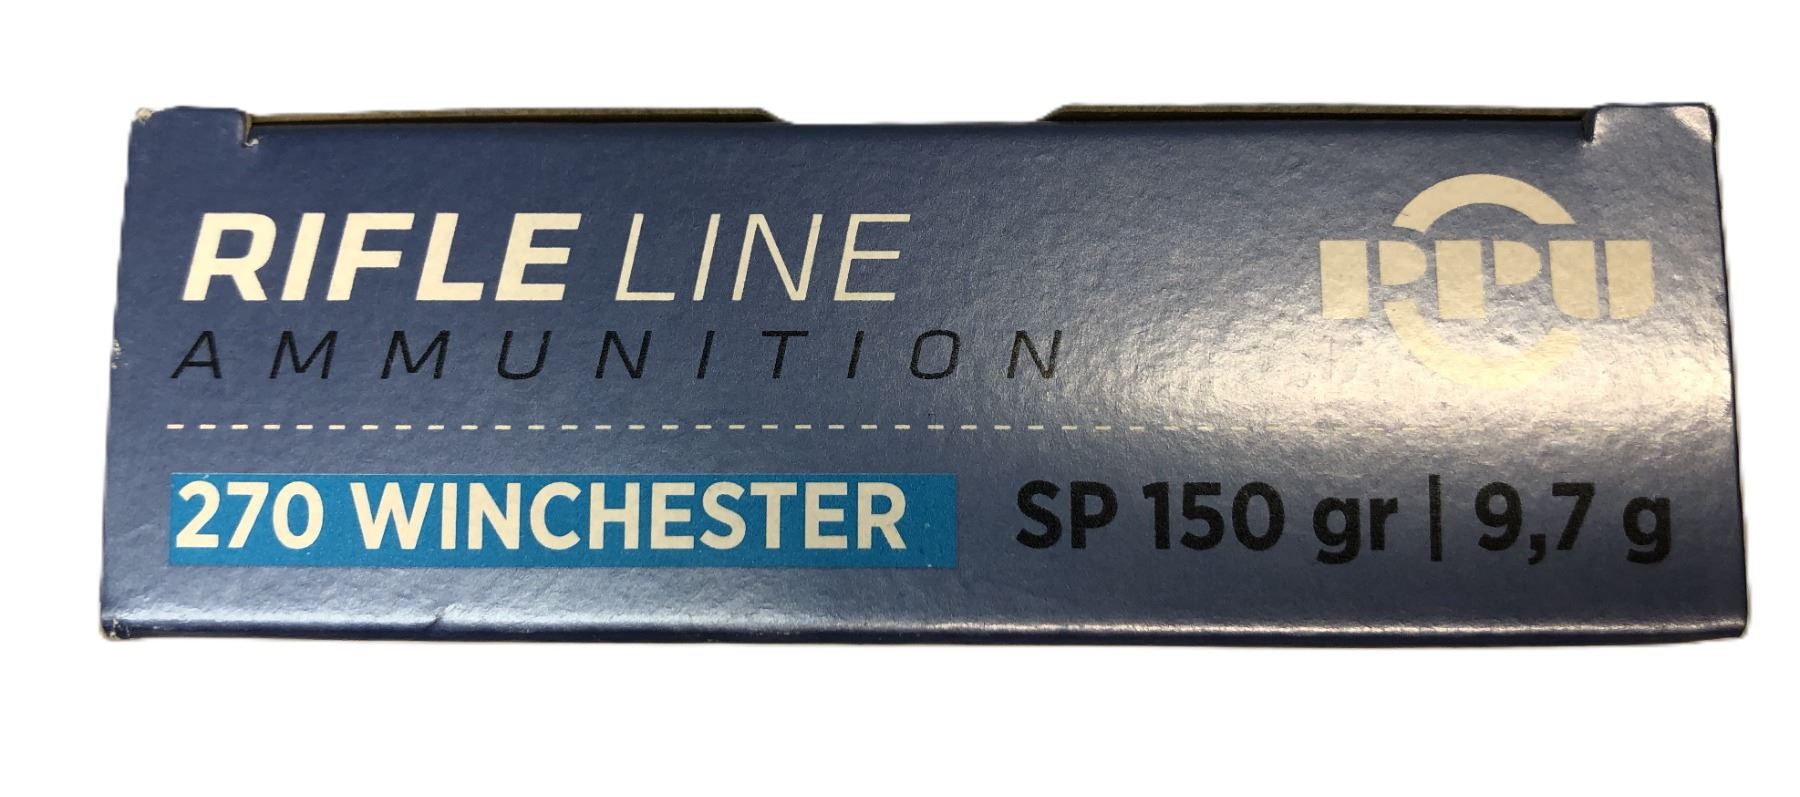 RIFLE LINE
AMMUNITION
PPU
270 WINCHESTER
SP 150 gr | 9,7 g